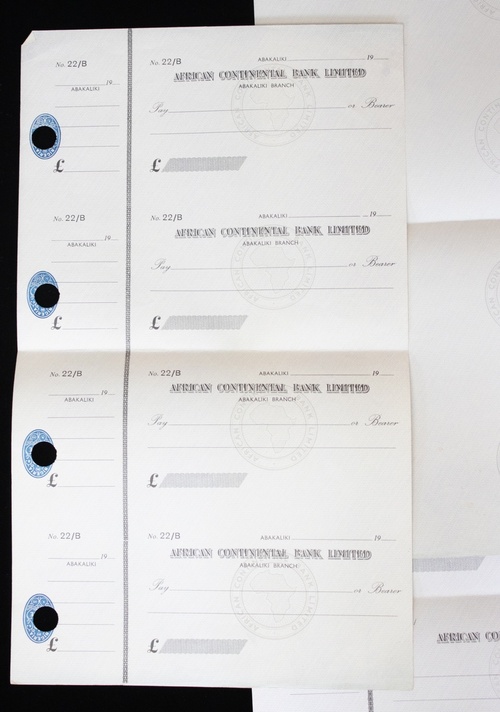 No. 22/B
19
ABAKALIKI
£
No. 22/B ABAKALIKI 19
AFRICAN CONTINENTAL BANK LIMITED
ABAKALIKI BRANCH
Pay or Bearer
£
No. 22/B
19
ABAKALIKI
£
No. 22/B ABAKALIKI 19
AFRICAN CONTINENTAL BANK LIMITED
ABAKALIKI BRANCH
Pay or Bearer
£
No. 22/B
19
ABAKALIKI
£
No. 22/B ABAKALIKI 19
AFRICAN CONTINENTAL BANK LIMITED
ABAKALIKI BRANCH
Pay or Bearer
£
No. 22/B
19
ABAKALIKI
£
No. 22/B ABAKALIKI 19
AFRICAN CONTINENTAL BANK LIMITED
ABAKALIKI BRANCH
Pay or Bearer
£
AFRICAN CO